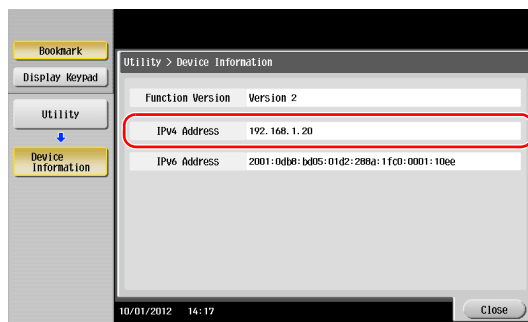 Bookmark
Display Keypad
Utility
Device
Information
Utility > Device Information
Function Version Version 2
IPv4 Address 192.168.1.20
IPv6 Address 2001:0db8:bd05:01d2:288a:1fc0:0001:10ee
10/01/2012 14:17
Close